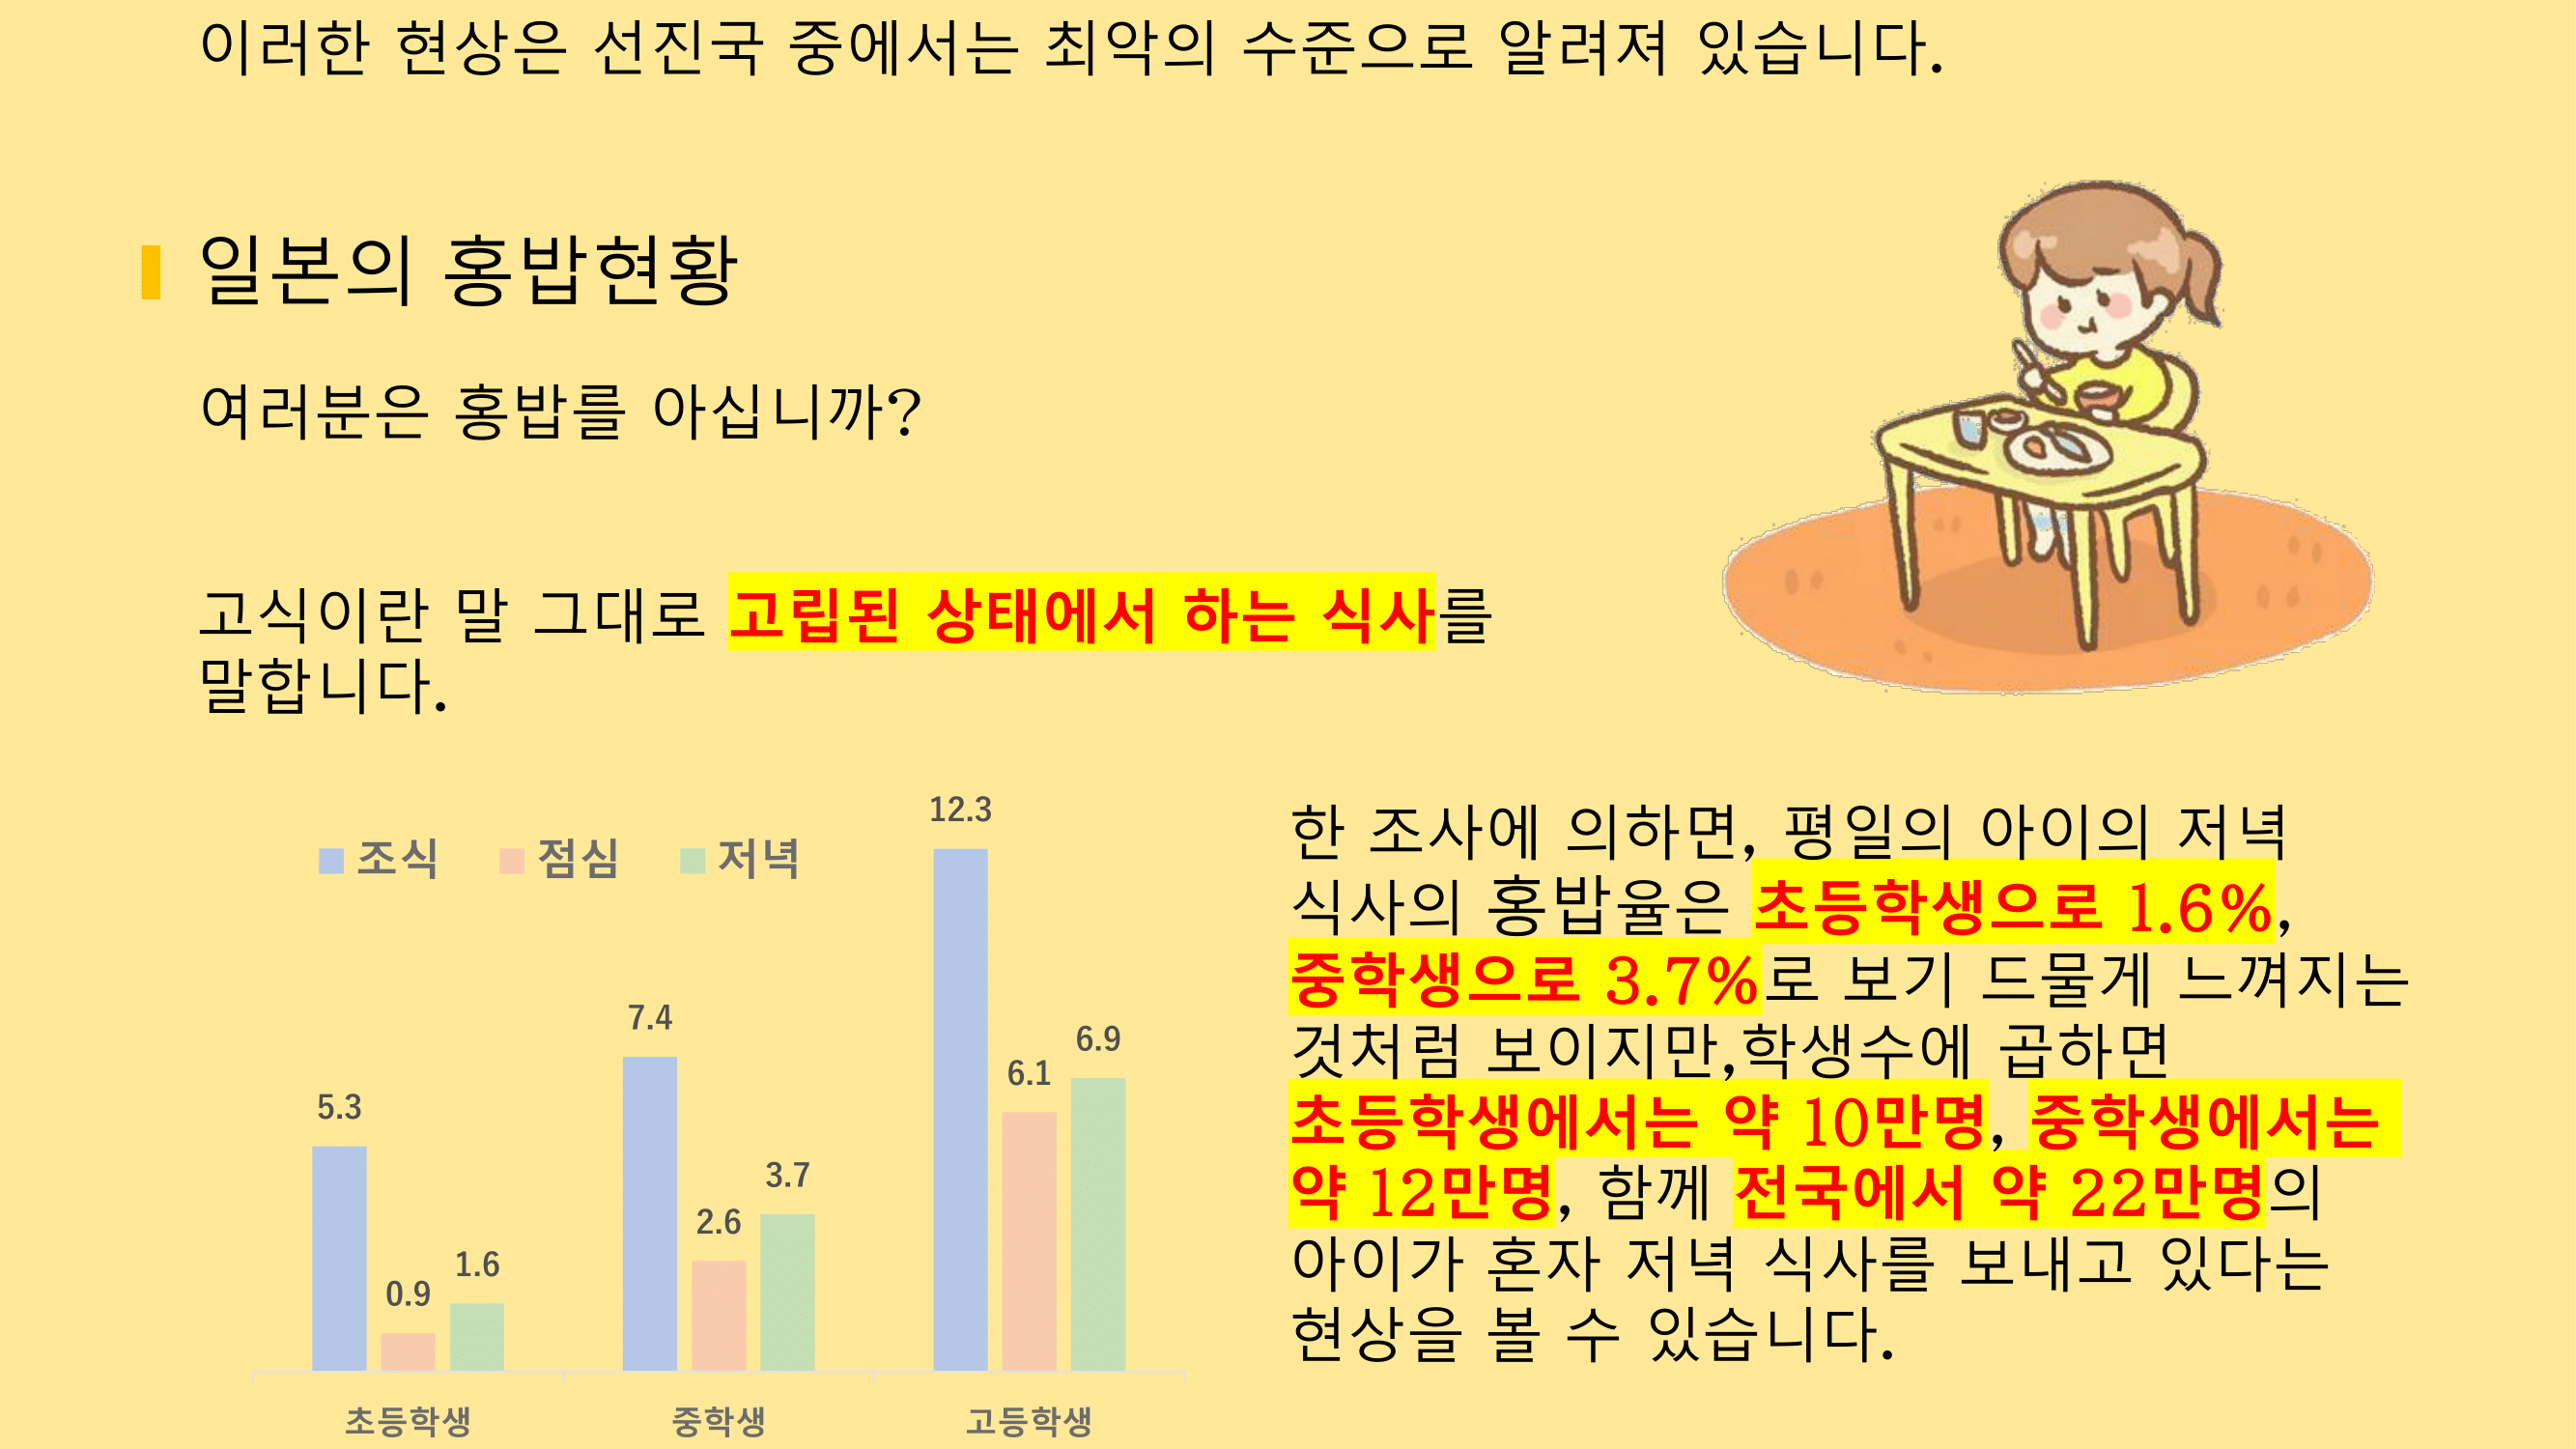 이러한 현상은 선진국 중에서는 최악의 수준으로 알려져 있습니다.
일본의 홍밥현황
여러분은 홍밥를 아십니까?
고식이란 말 그대로 고립된 상태에서 하는 식사를
말합니다.
조식 점심 저녁
12.3
7.4
6.9
6.1
5.3
3.7
2.6
1.6
0.9
초등학생 중학생 고등학생
한 조사에 의하면, 평일의 아이의 저녁
식사의 홍밥율은 초등학생으로 1.6%,
중학생으로 3.7%로 보기 드물게 느껴지는
것처럼 보이지만,학생수에 곱하면
초등학생에서는 약 10만명, 중학생에서는
약 12만명, 함께 전국에서 약 22만명의
아이가 혼자 저녁 식사를 보내고 있다는
현상을 볼 수 있습니다.